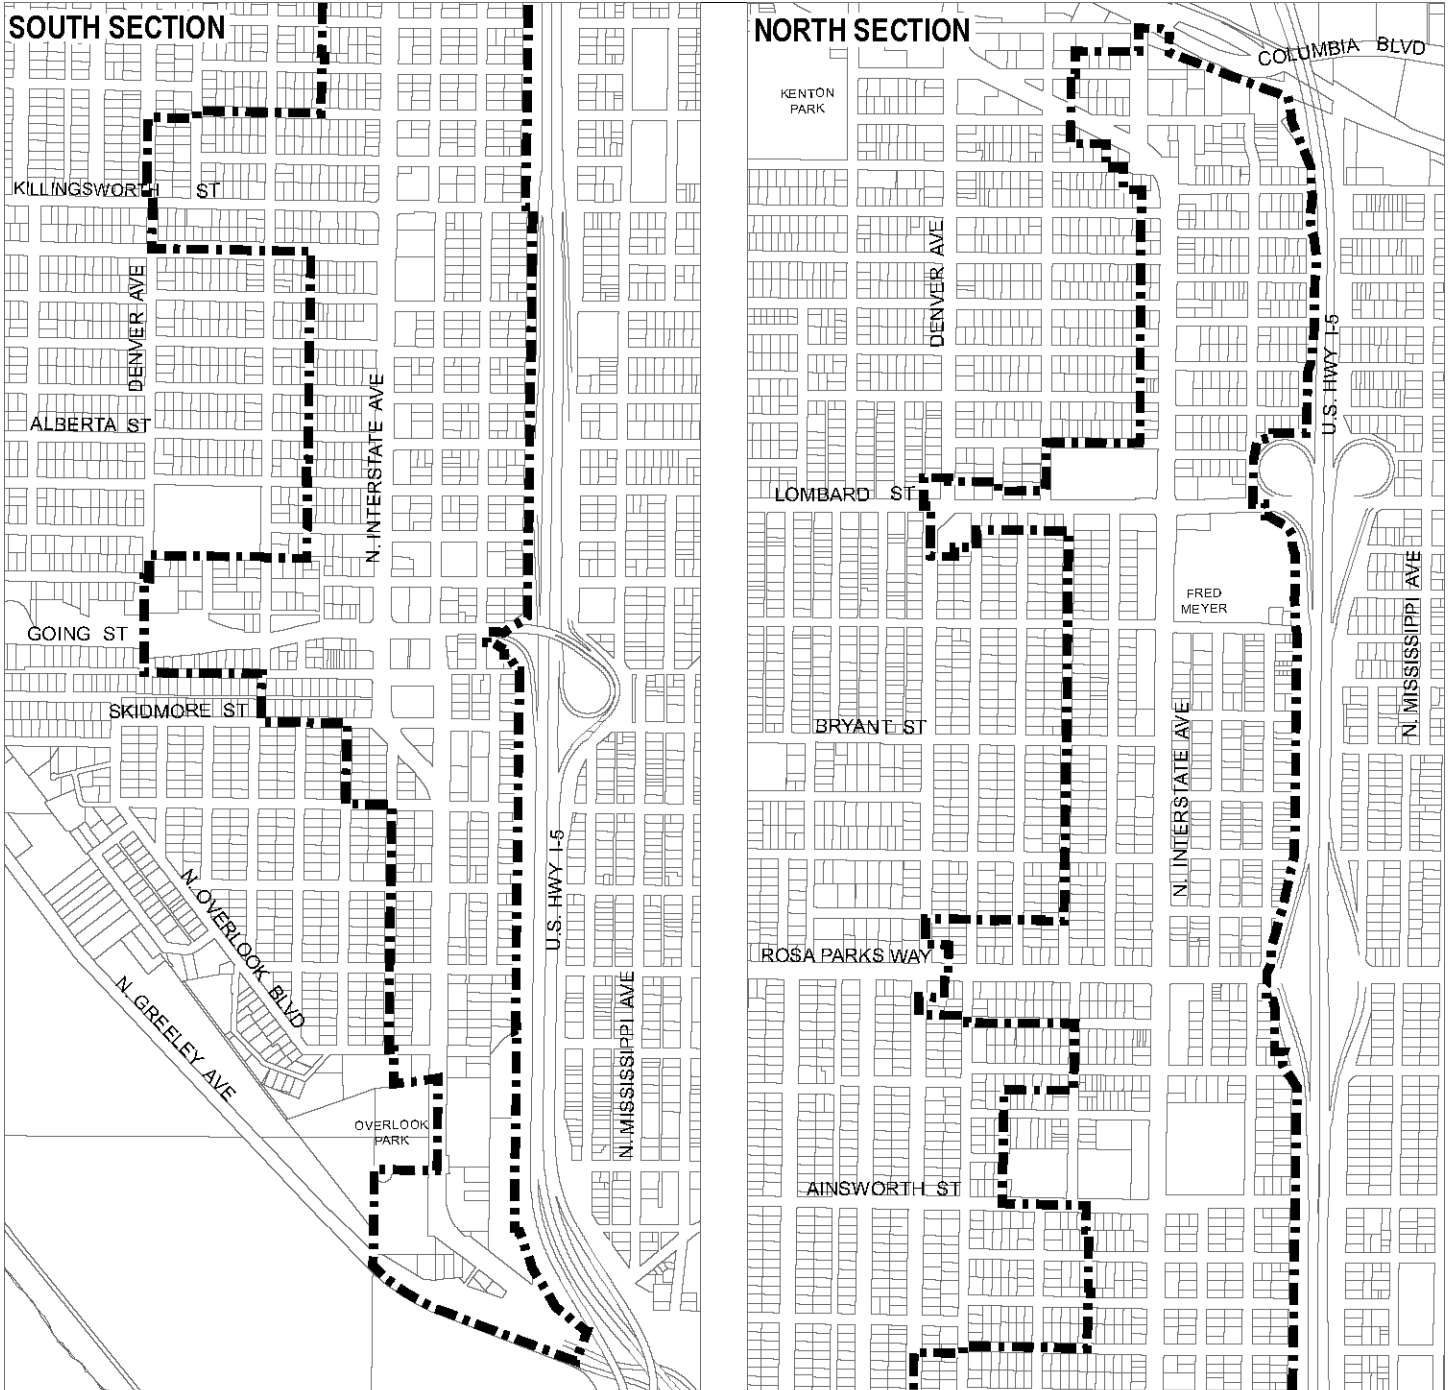 SOUTH SECTION
KILLINGSWORTH ST
DENVER AVE
N. INTERSTATE AVE
ALBERTA ST
GOING ST
SKIDMORE ST
N. OVERLOOK BLVD
U.S. HWY I-5
N. GREELEY AVE
N. MISSISSIPPI AVE
OVERLOOK
PARK
NORTH SECTION
COLUMBIA BLVD
KENTON
PARK
DENVER AVE
U.S. HWY I-5
LOMBARD ST
N. MISSISSIPPI AVE
FRED
MEYER
BRYANT ST
N. INTERSTATE AVE
ROSA PARKS WAY
AINSWORTH ST